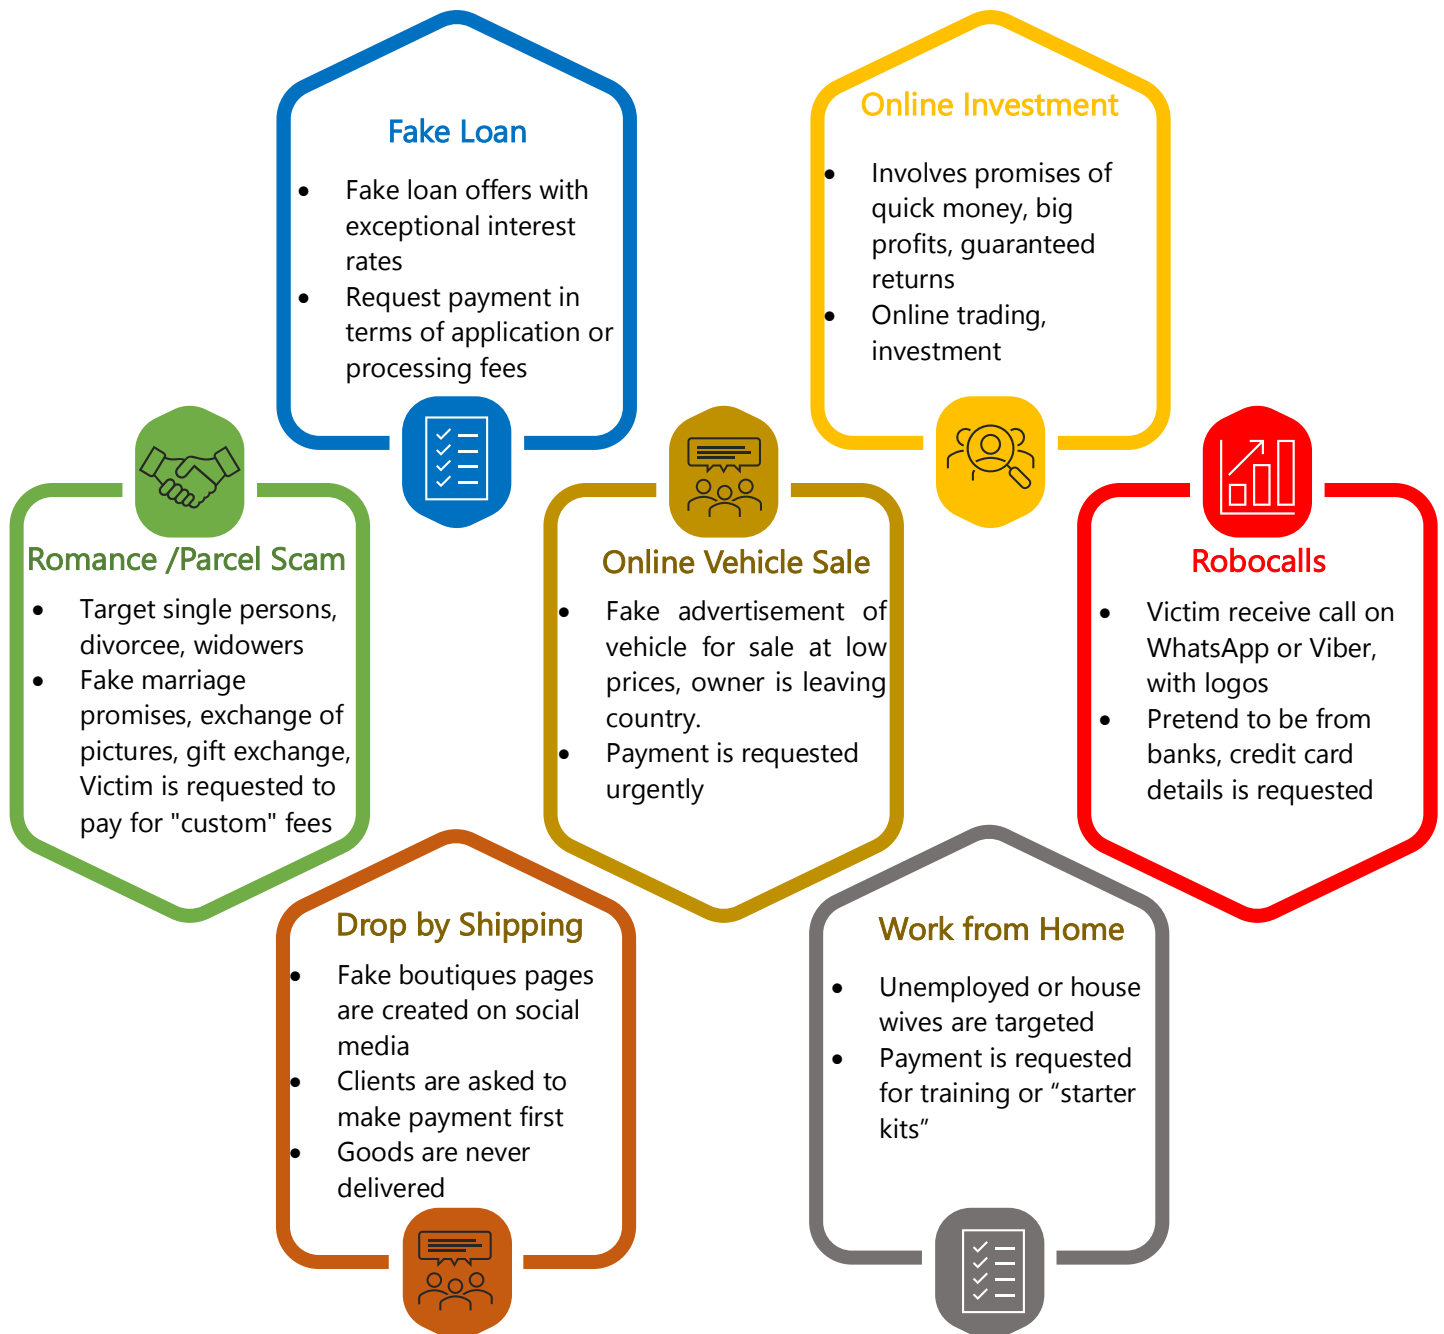 Fake Loan
• Fake loan offers with
exceptional interest
rates
• Request payment in
terms of application or
processing fees
Online Investment
• Involves promises of
quick money, big
profits, guaranteed
returns
• Online trading,
investment
Romance /Parcel Scam
• Target single persons,
divorcee, widowers
• Fake marriage
promises, exchange of
pictures, gift exchange,
Victim is requested to
pay for "custom" fees
Online Vehicle Sale
• Fake advertisement of
vehicle for sale at low
prices, owner is leaving
country.
• Payment is requested
urgently
Robocalls
• Victim receive call on
WhatsApp or Viber,
with logos
• Pretend to be from
banks, credit card
details is requested
Drop by Shipping
• Fake boutiques pages
are created on social
media
• Clients are asked to
make payment first
• Goods are never
delivered
Work from Home
• Unemployed or house
wives are targeted
• Payment is requested
for training or “starter
kits”